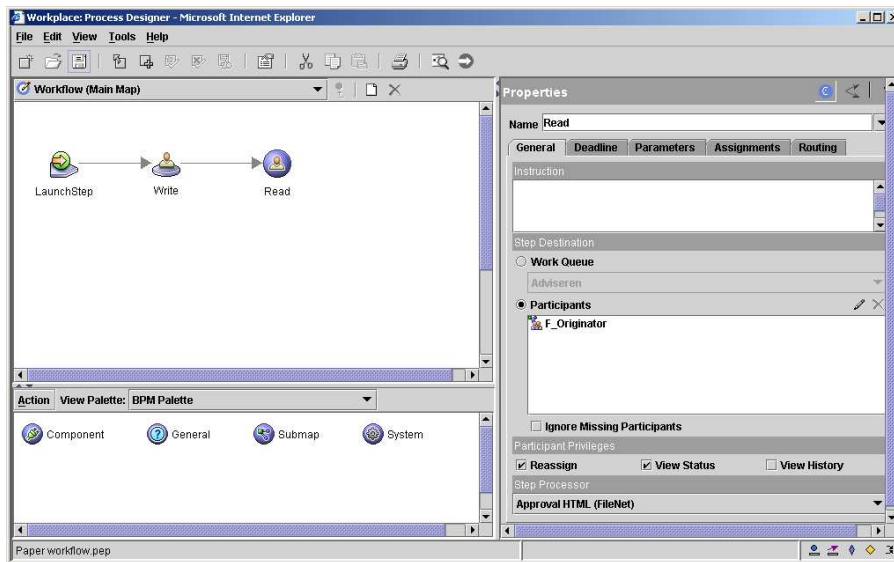 Workplace: Process Designer - Microsoft Internet Explorer
File Edit View Tools Help
Workflow (Main Map)
LaunchStep
Write
Read
Action View Palette: BPM Palette
Component
General
Submap
System
Properties
Name Read
General Deadline Parameters Assignments Routing
Instruction
Step Destination
Work Queue
Adviseren
Participants
F_Originator
Ignore Missing Participants
Participant Privileges
Reassign View Status View History
Step Processor
Approval HTML (FileNet)
Paper workflow.pep